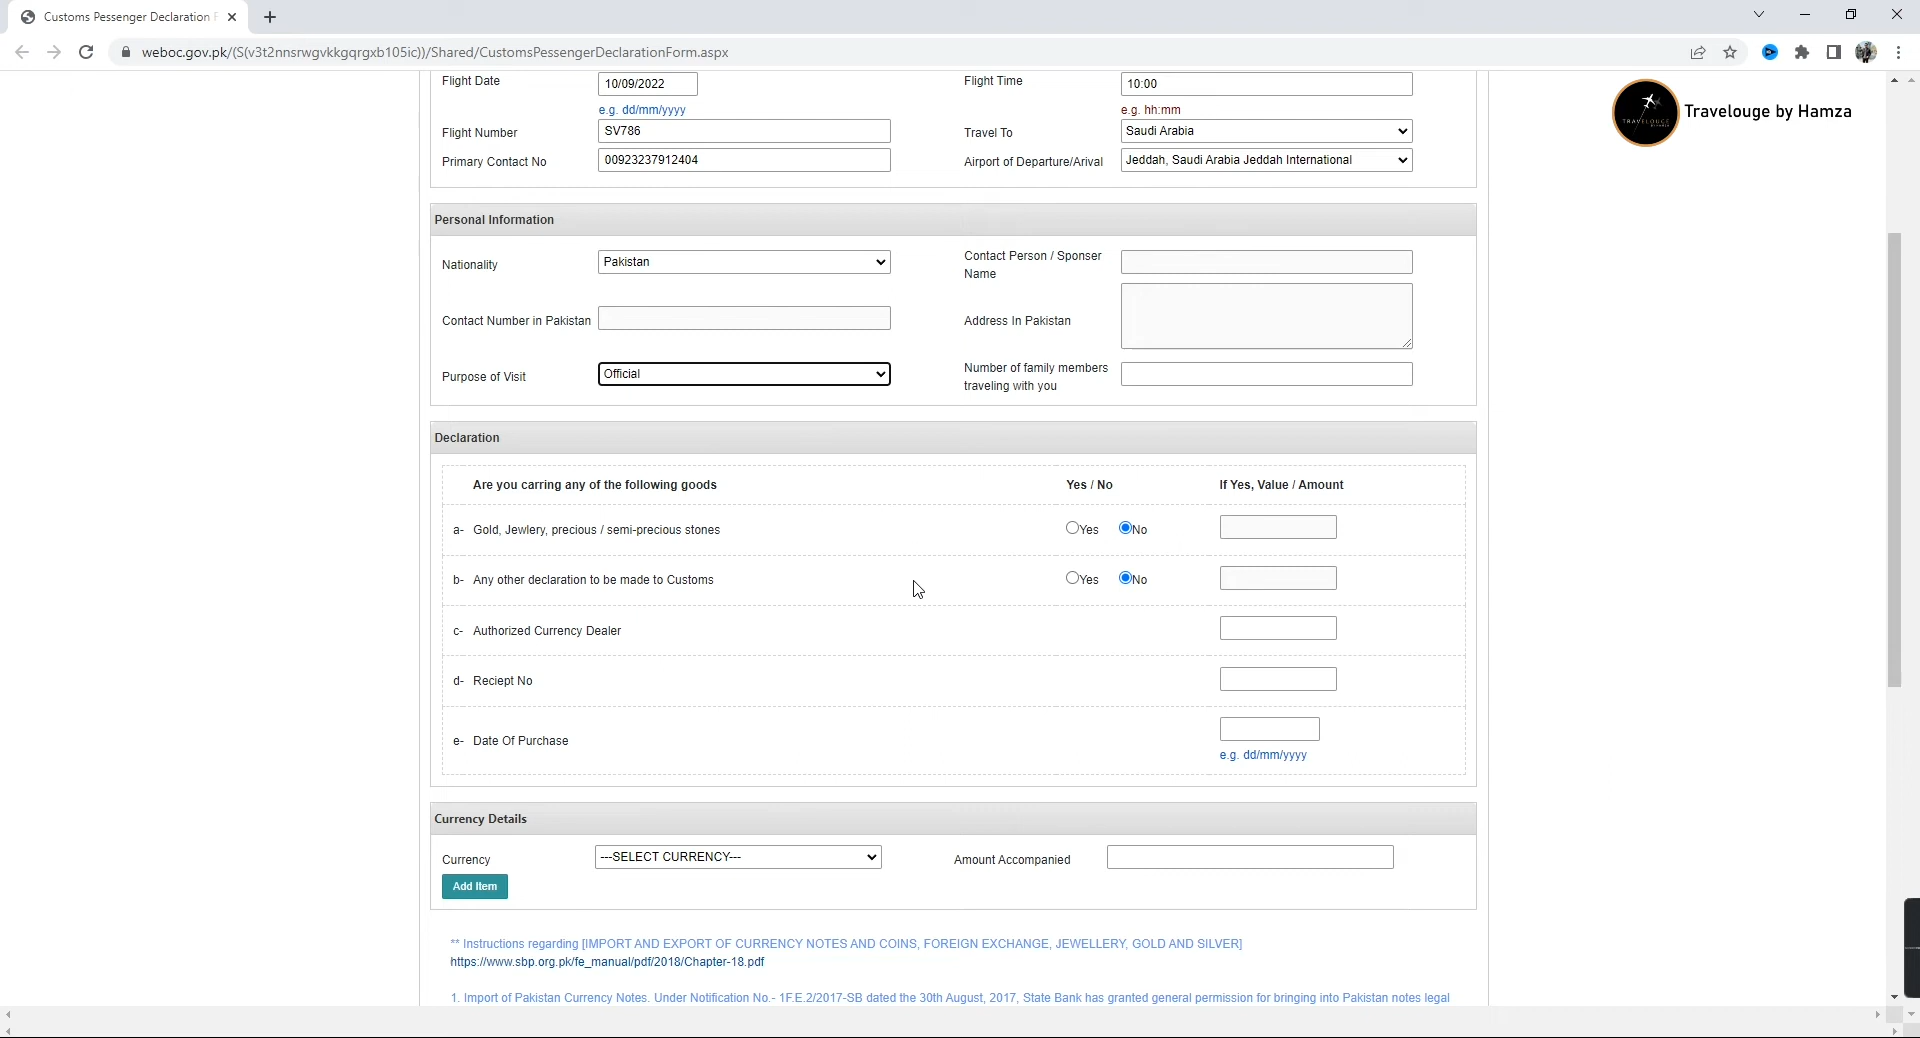 Customs Pessenger Declaration F
weboc.gov.pk/(S(v3t2nnsrwgvkkgqrgxb105ic))/Shared/CustomsPessengerDeclarationForm.aspx
TRAVELOUGE
Travelouge by Hamza
Flight Date 10/09/2022 Flight Time 10:00
e.g. dd/mm/yyyy e.g. hh:mm
Flight Number SV786 Travel To Saudi Arabia
Primary Contact No 00923237912404 Airport of Departure/Arival Jeddah, Saudi Arabia Jeddah International
Personal Information
Nationality Pakistan Contact Person / Sponser
Name
Contact Number in Pakistan Address In Pakistan
Purpose of Visit Official Number of family members
traveling with you
Declaration
Are you carring any of the following goods Yes / No If Yes, Value / Amount
a- Gold, Jewlery, precious / semi-precious stones Yes No
b- Any other declaration to be made to Customs Yes No
c- Authorized Currency Dealer
d- Reciept No
e- Date Of Purchase
e.g. dd/mm/yyyy
Currency Details
Currency ---SELECT CURRENCY--- Amount Accompanied
Add Item
** Instructions regarding [IMPORT AND EXPORT OF CURRENCY NOTES AND COINS, FOREIGN EXCHANGE, JEWELLERY, GOLD AND SILVER]
https://www.sbp.org.pk/fe_manual/pdf/2018/Chapter-18.pdf
1. Import of Pakistan Currency Notes. Under Notification No.- 1F.E.2/2017-SB dated the 30th August, 2017, State Bank has granted general permission for bringing into Pakistan notes legal